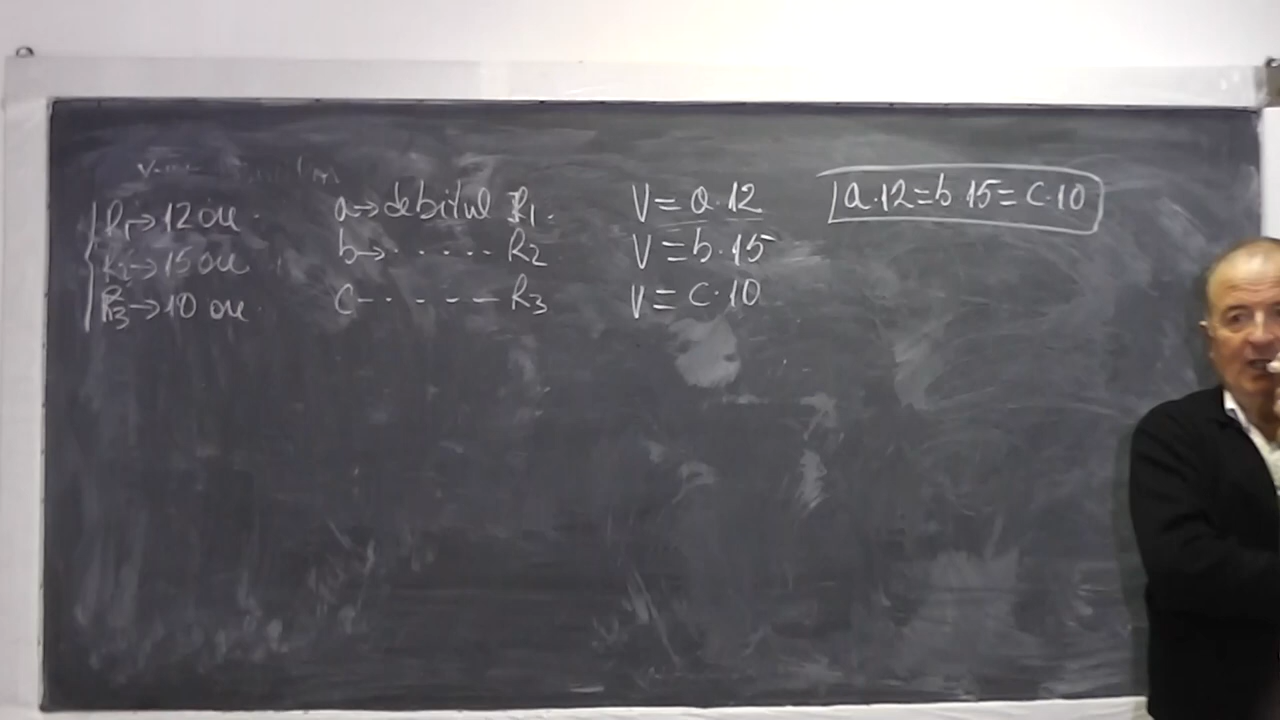 R₁→12 ore a→debitul R₁. V = a·12 a·12=b·15=c·10
R₂→15 ore b→······R₂ V = b·15
R₃→10 ore c-·----R₃ V = c·10